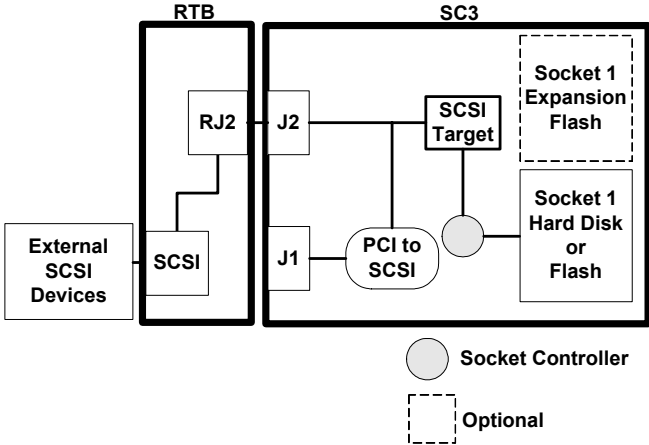 RTB
SC3
Socket 1
Expansion
Flash
RJ2
J2
SCSI
Target
Socket 1
Hard Disk
or
Flash
External
SCSI
Devices
SCSI
J1
PCI to
SCSI
Socket Controller
Optional